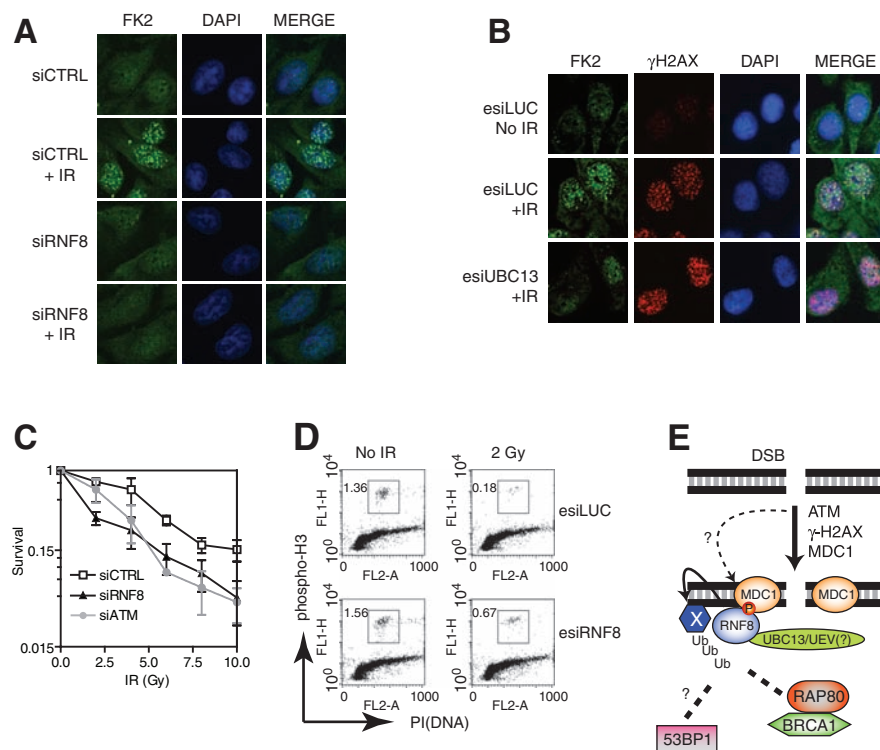 A
FK2 DAPI MERGE
siCTRL
siCTRL
+ IR
siRNF8
siRNF8
+ IR
B
FK2 γH2AX DAPI MERGE
esiLUC
No IR
esiLUC
+IR
esiUBC13
+IR
C
Survival
1
0.15
0.015
siCTRL
siRNF8
siATM
0.0 2.5 5.0 7.5 10.0
IR (Gy)
D
No IR 2 Gy
10⁴ 10⁴
1.36 0.18
FL1-H FL1-H
esiLUC
10⁰ 10⁰
0 1000 0 1000
FL2-A FL2-A
10⁴ 10⁴
1.56 0.67
FL1-H FL1-H
esiRNF8
10⁰ 10⁰
0 1000 0 1000
FL2-A FL2-A
phospho-H3
PI(DNA)
E
DSB
ATM
γ-H2AX
MDC1
?
MDC1 MDC1
P
X RNF8
UBC13/UEV(?)
Ub
Ub
Ub
?
RAP80
BRCA1
53BP1